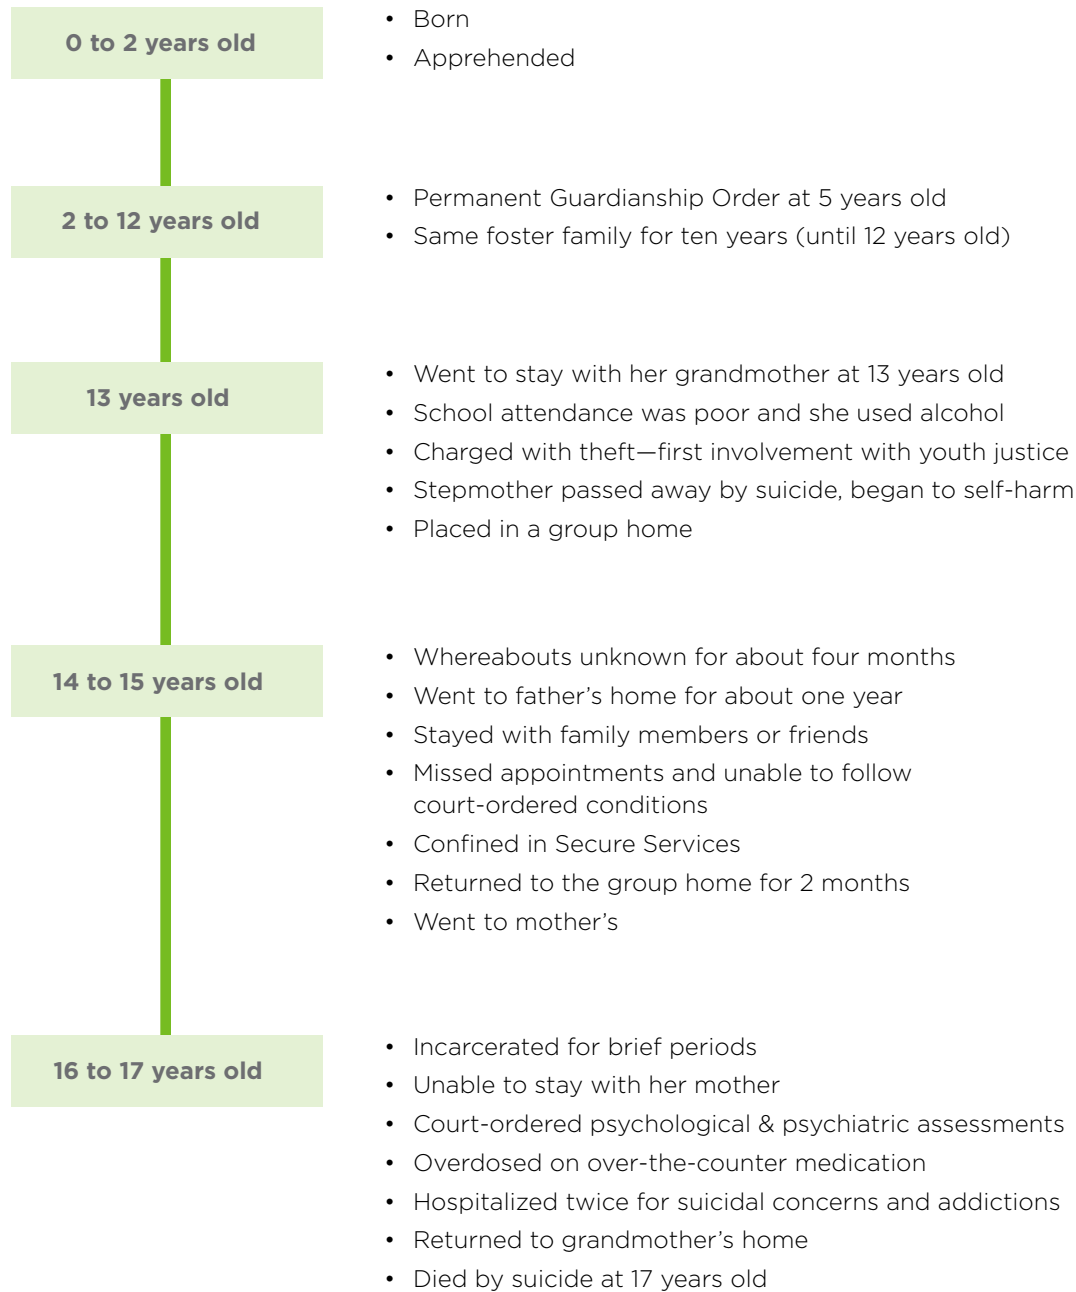 0 to 2 years old
• Born
• Apprehended
2 to 12 years old
• Permanent Guardianship Order at 5 years old
• Same foster family for ten years (until 12 years old)
13 years old
• Went to stay with her grandmother at 13 years old
• School attendance was poor and she used alcohol
• Charged with theft—first involvement with youth justice
• Stepmother passed away by suicide, began to self-harm
• Placed in a group home
14 to 15 years old
• Whereabouts unknown for about four months
• Went to father’s home for about one year
• Stayed with family members or friends
• Missed appointments and unable to follow
court-ordered conditions
• Confined in Secure Services
• Returned to the group home for 2 months
• Went to mother’s
16 to 17 years old
• Incarcerated for brief periods
• Unable to stay with her mother
• Court-ordered psychological & psychiatric assessments
• Overdosed on over-the-counter medication
• Hospitalized twice for suicidal concerns and addictions
• Returned to grandmother’s home
• Died by suicide at 17 years old